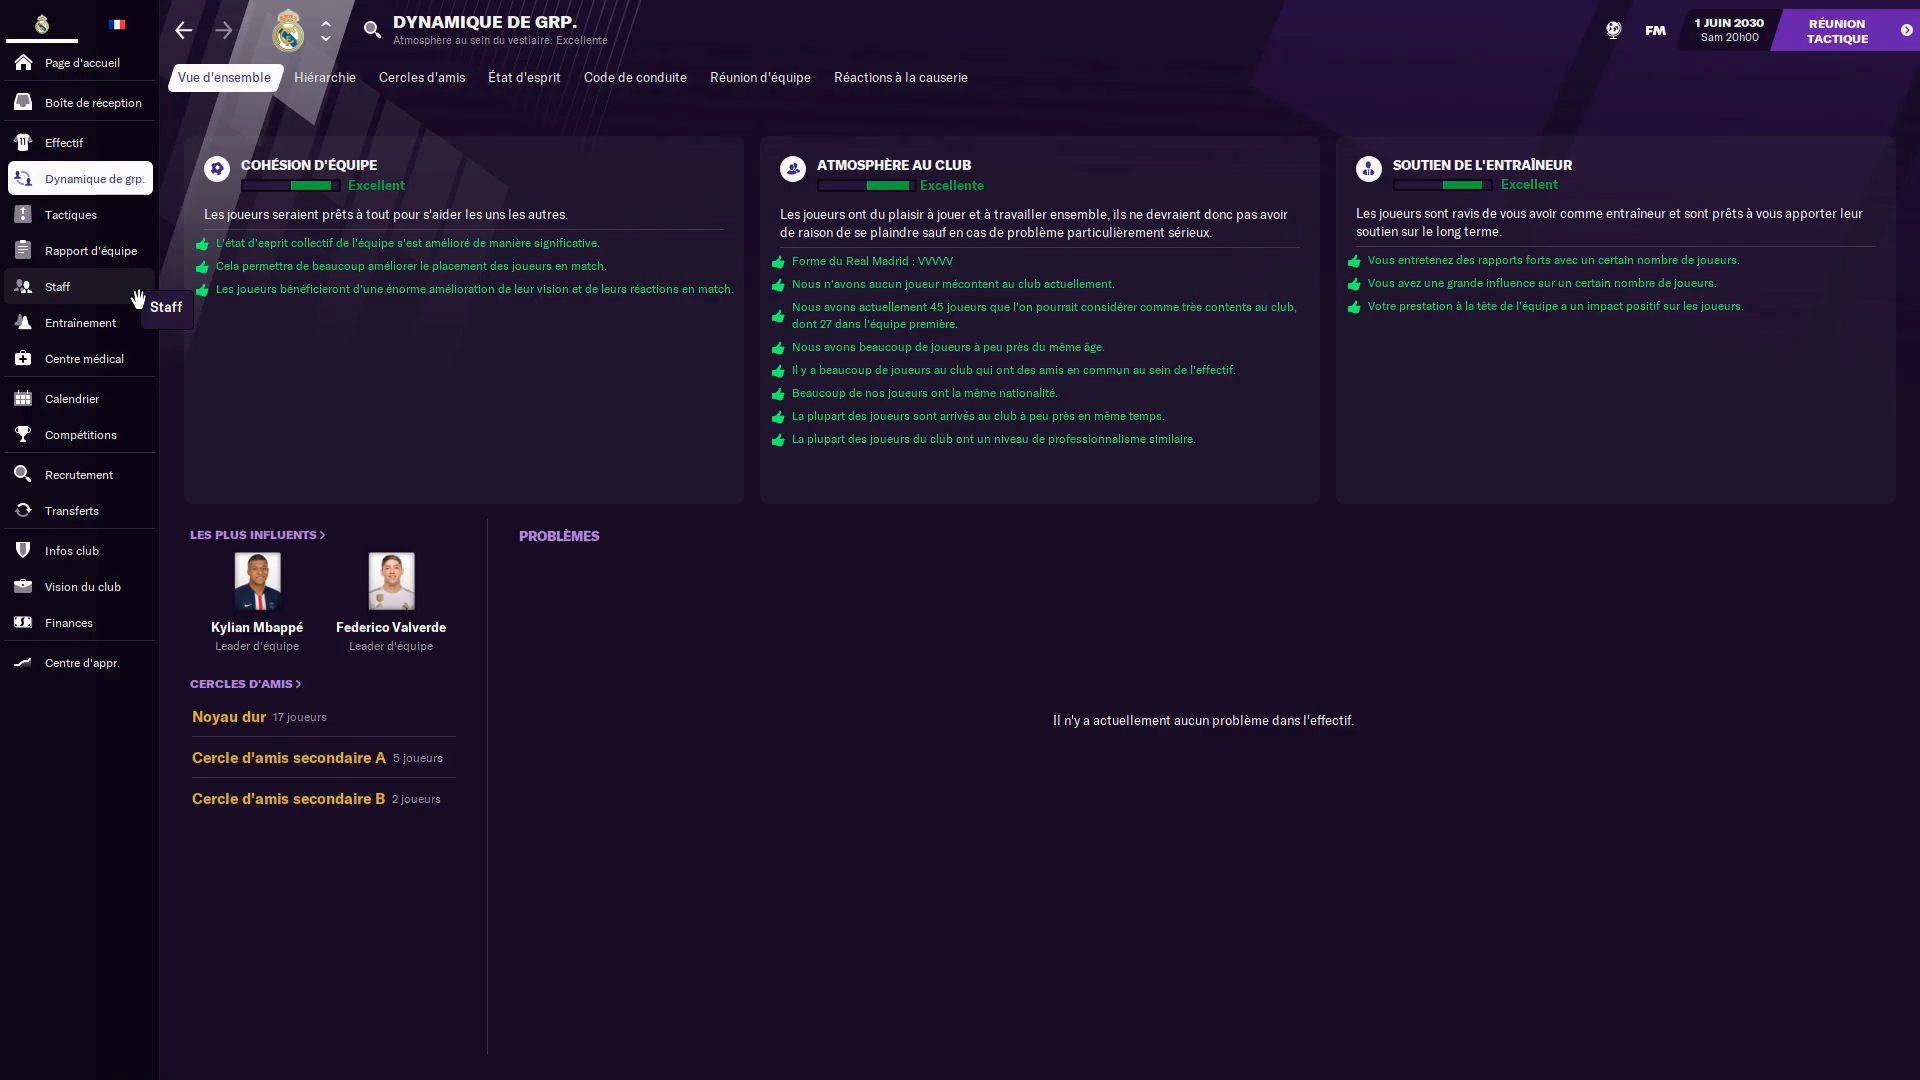 DYNAMIQUE DE GRP.
Atmosphère au sein du vestiaire: Excellente
FM
1 JUIN 2030
Sam 20h00
RÉUNION
TACTIQUE
Page d'accueil
Boîte de réception
Effectif
Dynamique de grp.
Tactiques
Rapport d'équipe
Staff
Staff
Entraînement
Centre médical
Calendrier
Compétitions
Recrutement
Transferts
Infos club
Vision du club
Finances
Centre d'appr.
Vue d'ensemble
Hiérarchie
Cercles d'amis
État d'esprit
Code de conduite
Réunion d'équipe
Réactions à la causerie
COHÉSION D'ÉQUIPE
Excellent
Les joueurs seraient prêts à tout pour s'aider les uns les autres.
L'état d'esprit collectif de l'équipe s'est amélioré de manière significative.
Cela permettra de beaucoup améliorer le placement des joueurs en match.
Les joueurs bénéficieront d'une énorme amélioration de leur vision et de leurs réactions en match.
ATMOSPHÈRE AU CLUB
Excellente
Les joueurs ont du plaisir à jouer et à travailler ensemble, ils ne devraient donc pas avoir
de raison de se plaindre sauf en cas de problème particulièrement sérieux.
Forme du Real Madrid : VVVVV
Nous n'avons aucun joueur mécontent au club actuellement.
Nous avons actuellement 45 joueurs que l'on pourrait considérer comme très contents au club,
dont 27 dans l'équipe première.
Nous avons beaucoup de joueurs à peu près du même âge.
Il y a beaucoup de joueurs au club qui ont des amis en commun au sein de l'effectif.
Beaucoup de nos joueurs ont la même nationalité.
La plupart des joueurs sont arrivés au club à peu près en même temps.
La plupart des joueurs du club ont un niveau de professionnalisme similaire.
SOUTIEN DE L'ENTRAÎNEUR
Excellent
Les joueurs sont ravis de vous avoir comme entraîneur et sont prêts à vous apporter leur
soutien sur le long terme.
Vous entretenez des rapports forts avec un certain nombre de joueurs.
Vous avez une grande influence sur un certain nombre de joueurs.
Votre prestation à la tête de l'équipe a un impact positif sur les joueurs.
LES PLUS INFLUENTS
Kylian Mbappé
Leader d'équipe
Federico Valverde
Leader d'équipe
CERCLES D'AMIS
Noyau dur 17 joueurs
Cercle d'amis secondaire A 5 joueurs
Cercle d'amis secondaire B 2 joueurs
PROBLÈMES
Il n'y a actuellement aucun problème dans l'effectif.